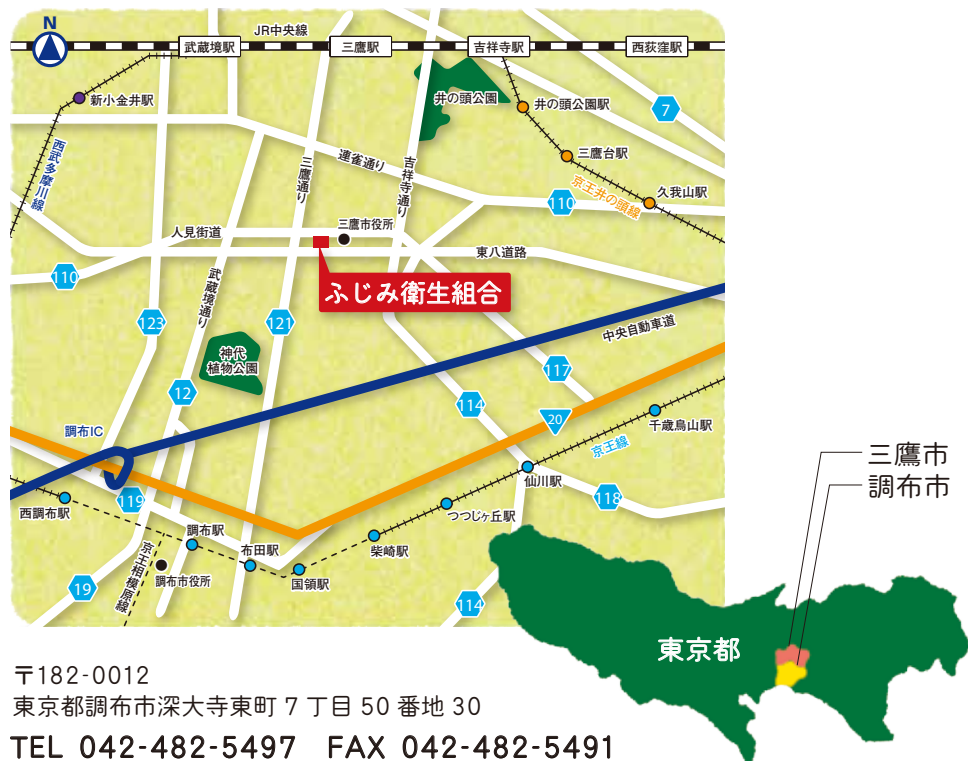 N
JR中央線
武蔵境駅
三鷹駅
吉祥寺駅
西荻窪駅
新小金井駅
井の頭公園
井の頭公園駅
7
三鷹台駅
西武多摩川線
三鷹通り
連雀通り
吉祥寺通り
京王井の頭線
久我山駅
110
人見街道
三鷹市役所
東八道路
110
武蔵境通り
ふじみ衛生組合
123
121
中央自動車道
神代
植物公園
12
117
114
20
千歳烏山駅
調布IC
京王線
119
仙川駅
118
西調布駅
つつじヶ丘駅
調布駅
布田駅
柴崎駅
国領駅
京王相模原線
調布市役所
19
114
三鷹市
調布市
東京都
〒182-0012
東京都調布市深大寺東町 7 丁目 50 番地 30
TEL 042-482-5497 FAX 042-482-5491